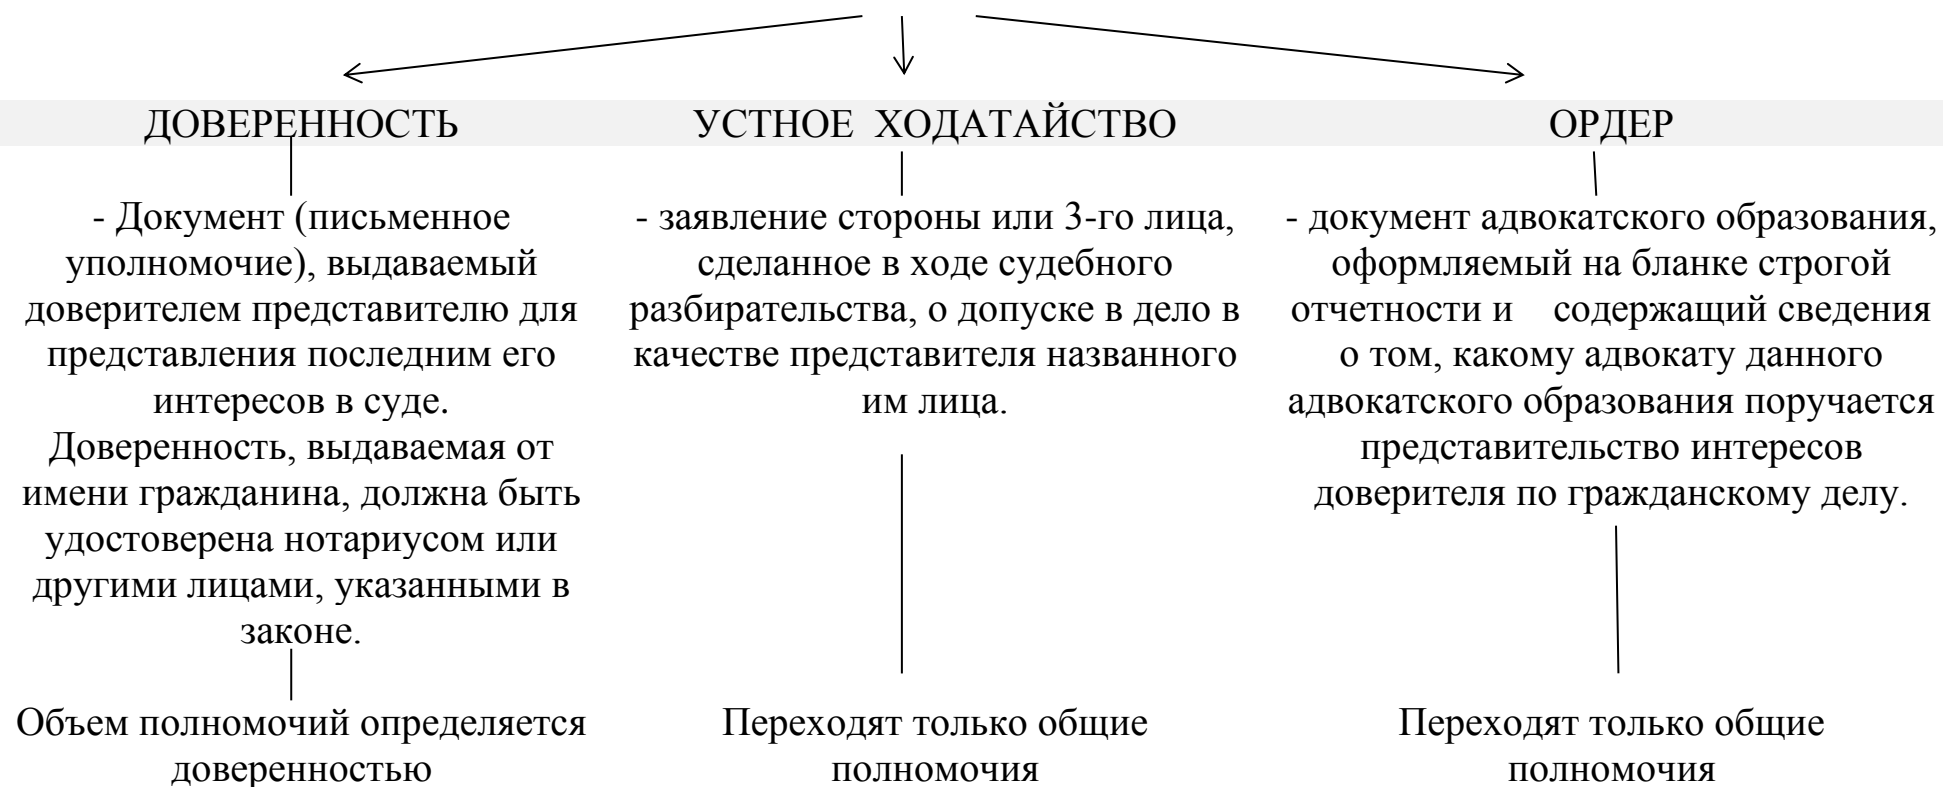 ДОВЕРЕННОСТЬ
УСТНОЕ ХОДАТАЙСТВО
ОРДЕР
- Документ (письменное
уполномочие), выдаваемый
доверителем представителю для
представления последним его
интересов в суде.
Доверенность, выдаваемая от
имени гражданина, должна быть
удостоверена нотариусом или
другими лицами, указанными в
законе.
- заявление стороны или 3-го лица,
сделанное в ходе судебного
разбирательства, о допуске в дело в
качестве представителя названного
им лица.
- документ адвокатского образования,
оформляемый на бланке строгой
отчетности и содержащий сведения
о том, какому адвокату данного
адвокатского образования поручается
представительство интересов
доверителя по гражданскому делу.
Объем полномочий определяется
доверенностью
Переходят только общие
полномочия
Переходят только общие
полномочия